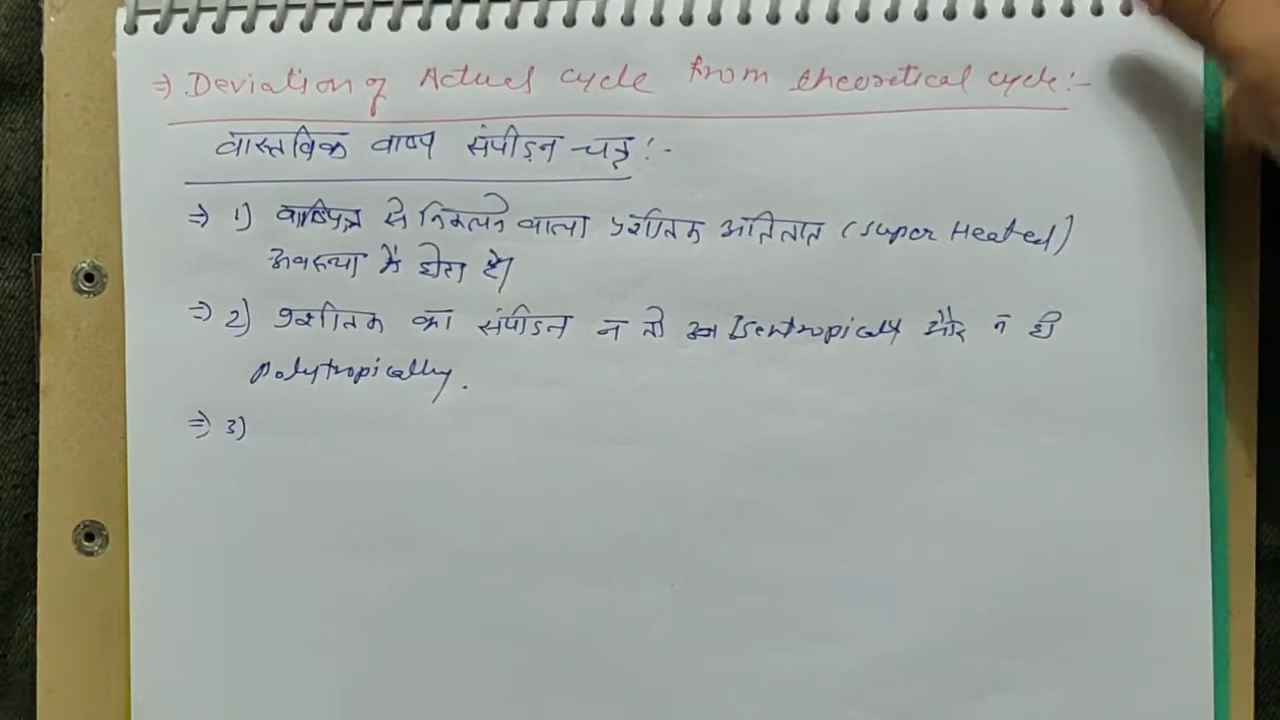 ⇒ Deviation of Actual cycle from theoretical cycle:-
वास्तविक वाष्प संपीड़न चक्र :-
⇒ 1) वाष्पित्र से निकलने वाला प्रशीतक अतितप्त (super Heated)
अवस्था में होता है।
⇒ 2) प्रशीतक का संपीडन न तो Isentropically और न ही
polytropically.
⇒ 3)